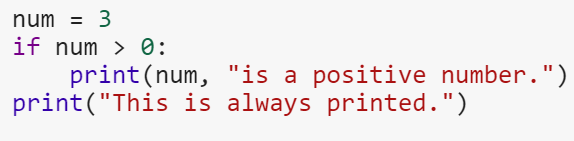 num = 3
if num > 0:
    print(num, "is a positive number.")
print("This is always printed.")